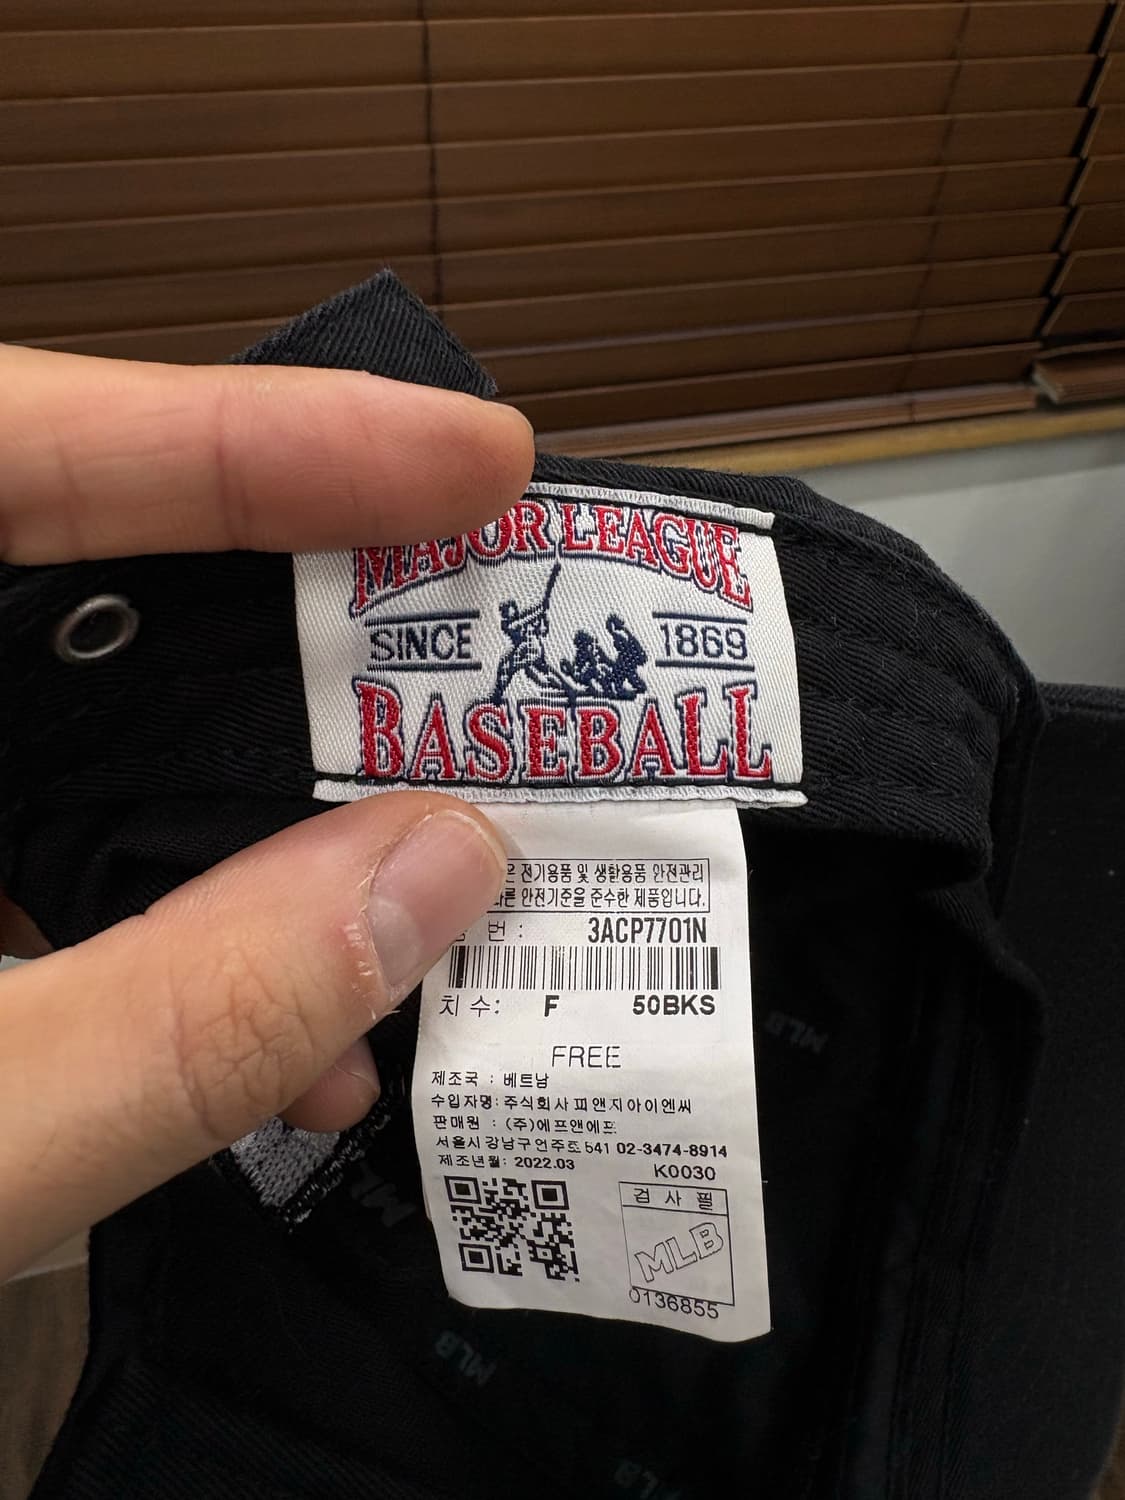 MAJOR LEAGUE
SINCE 1869
BASEBALL
전기용품 및 생활용품 안전관리
안전기준을 준수한 제품입니다.
번 : 3ACP7701N
치 수: F 50BKS
FREE
제조국 : 베트남
수입자명: 주식회사 피앤지아이엔씨
판매원 : (주)에프앤에프
서울시 강남구 언주로 541 02-3474-8914
제조년월: 2022.03
K0030
검 사 필
MLB
0136855
MLB
MLB
MLB